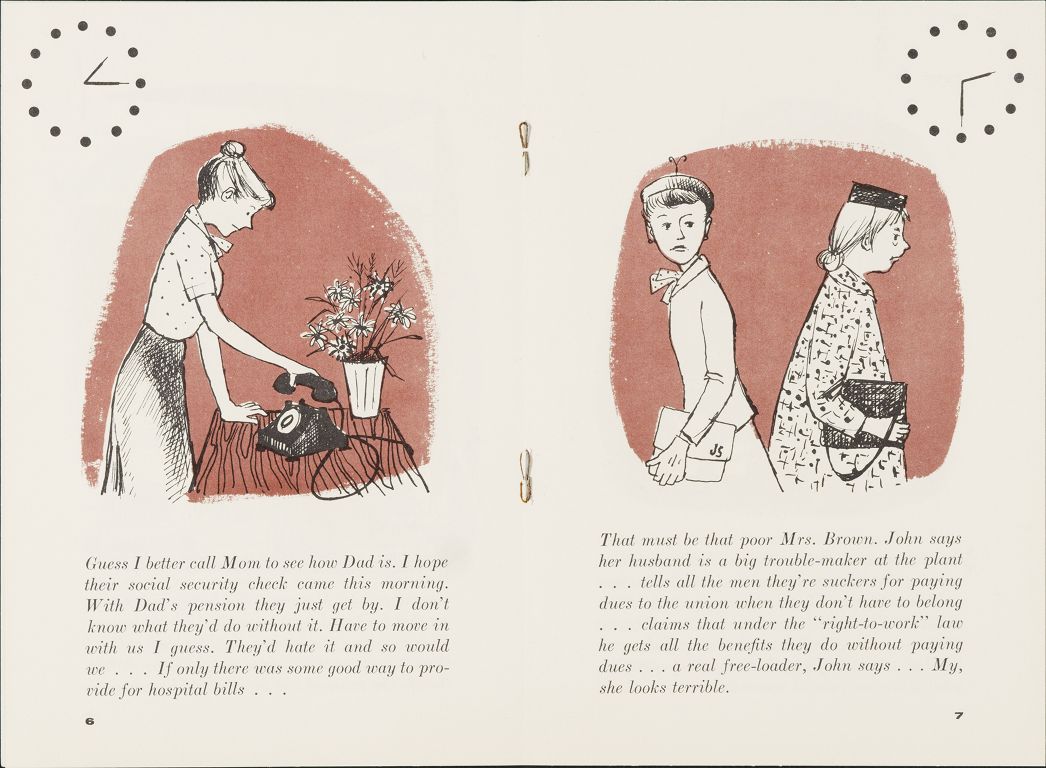 Guess I better call Mom to see how Dad is. I hope
their social security check came this morning.
With Dad's pension they just get by. I don't
know what they'd do without it. Have to move in
with us I guess. They'd hate it and so would
we . . . . If only there was some good way to pro-
vide for hospital bills . . .
6
JS
That must be that poor Mrs. Brown. John says
her husband is a big trouble-maker at the plant
. . . tells all the men they're suckers for paying
dues to the union when they don't have to belong
. . . claims that under the “right-to-work” law
he gets all the benefits they do without paying
dues . . . a real free-loader, John says . . . My,
she looks terrible.
7